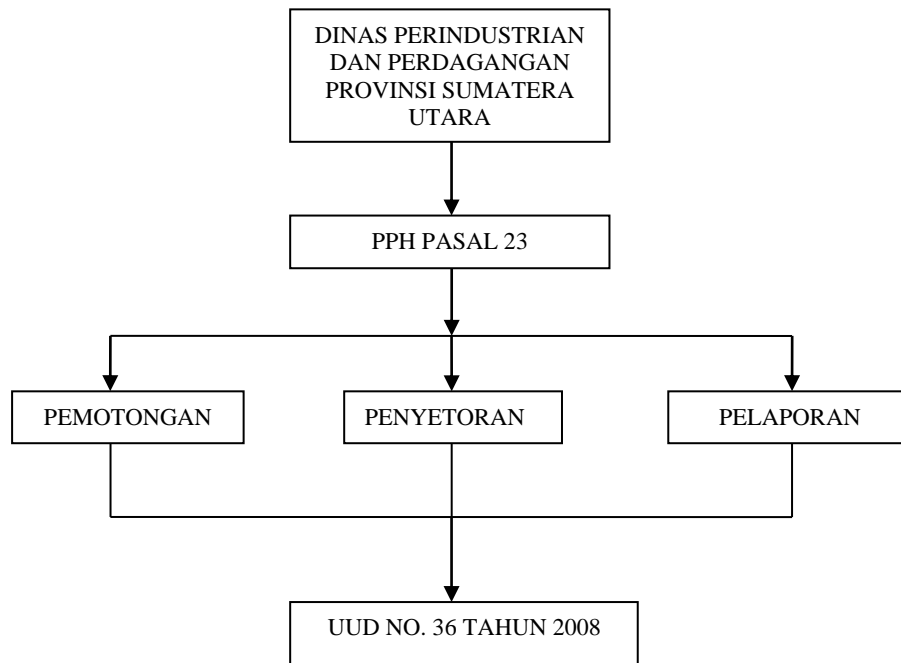 DINAS PERINDUSTRIAN
DAN PERDAGANGAN
PROVINSI SUMATERA
UTARA
PPH PASAL 23
PEMOTONGAN
PENYETORAN
PELAPORAN
UUD NO. 36 TAHUN 2008